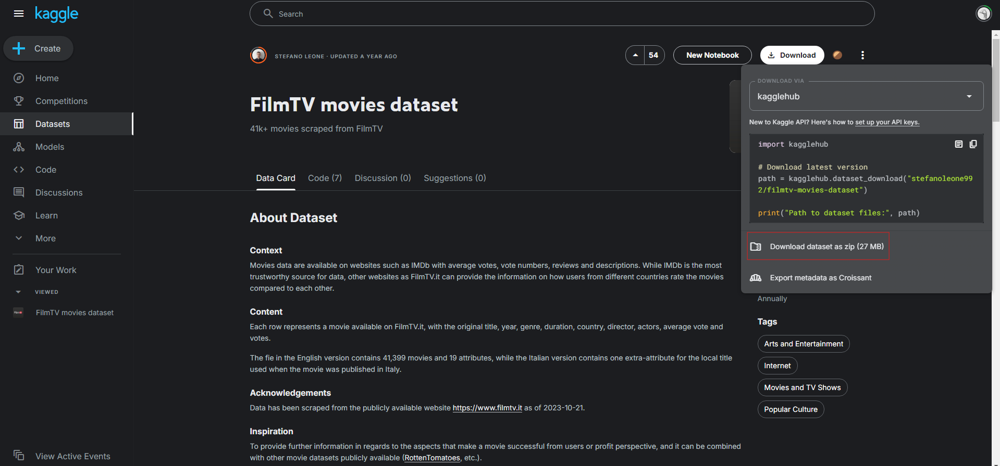 kaggle
Search
Create
Home
Competitions
Datasets
Models
Code
Discussions
Learn
More
Your Work
VIEWED
FilmTV movies dataset
View Active Events
STEFANO LEONE · UPDATED A YEAR AGO
54
New Notebook
Download
FilmTV movies dataset
41k+ movies scraped from FilmTV
Data Card
Code (7)
Discussion (0)
Suggestions (0)
About Dataset
Context
Movies data are available on websites such as IMDb with average votes, vote numbers, reviews and descriptions. While IMDb is the most
trustworthy source for data, other websites as FilmTV.it can provide the information on how users from different countries rate the movies
compared to each other.
Content
Each row represents a movie available on FilmTV.it, with the original title, year, genre, duration, country, director, actors, average vote and
votes.
The fie in the English version contains 41,399 movies and 19 attributes, while the Italian version contains one extra-attribute for the local title
used when the movie was published in Italy.
Acknowledgements
Data has been scraped from the publicly available website https://www.filmtv.it as of 2023-10-21.
Inspiration
To provide further information in regards to the aspects that make a movie successful from users or profit perspective, and it can be combined
with other movie datasets publicly available (RottenTomatoes, etc.).
DOWNLOAD VIA
kagglehub
New to Kaggle API? Here's how to set up your API keys.
import kagglehub
# Download latest version
path = kagglehub.dataset_download("stefanoleone99
2/filmtv-movies-dataset")
print("Path to dataset files:", path)
Download dataset as zip (27 MB)
Export metadata as Croissant
Annually
Tags
Arts and Entertainment
Internet
Movies and TV Shows
Popular Culture